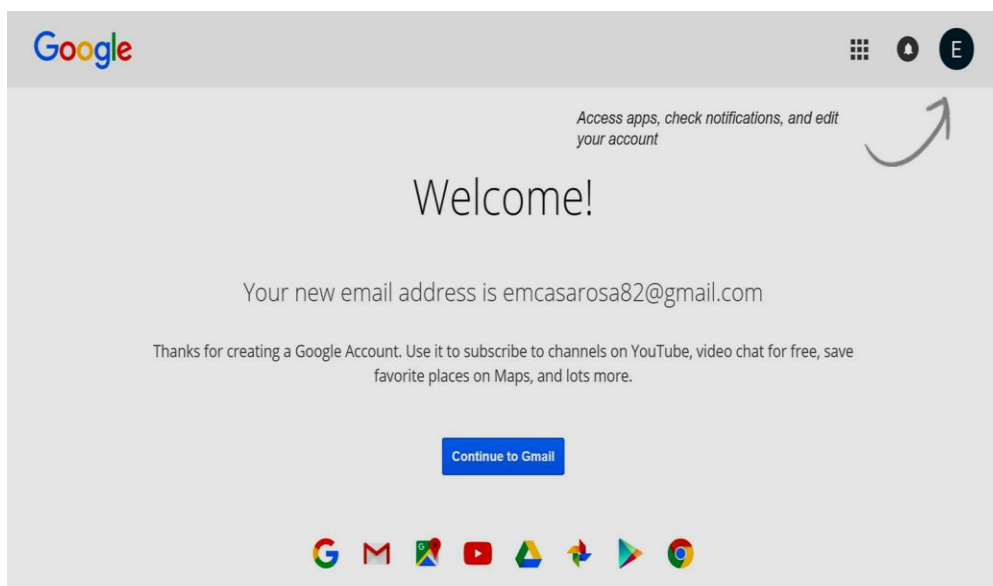 Google
E
Access apps, check notifications, and edit
your account
Welcome!
Your new email address is emcasarosa82@gmail.com
Thanks for creating a Google Account. Use it to subscribe to channels on YouTube, video chat for free, save
favorite places on Maps, and lots more.
Continue to Gmail